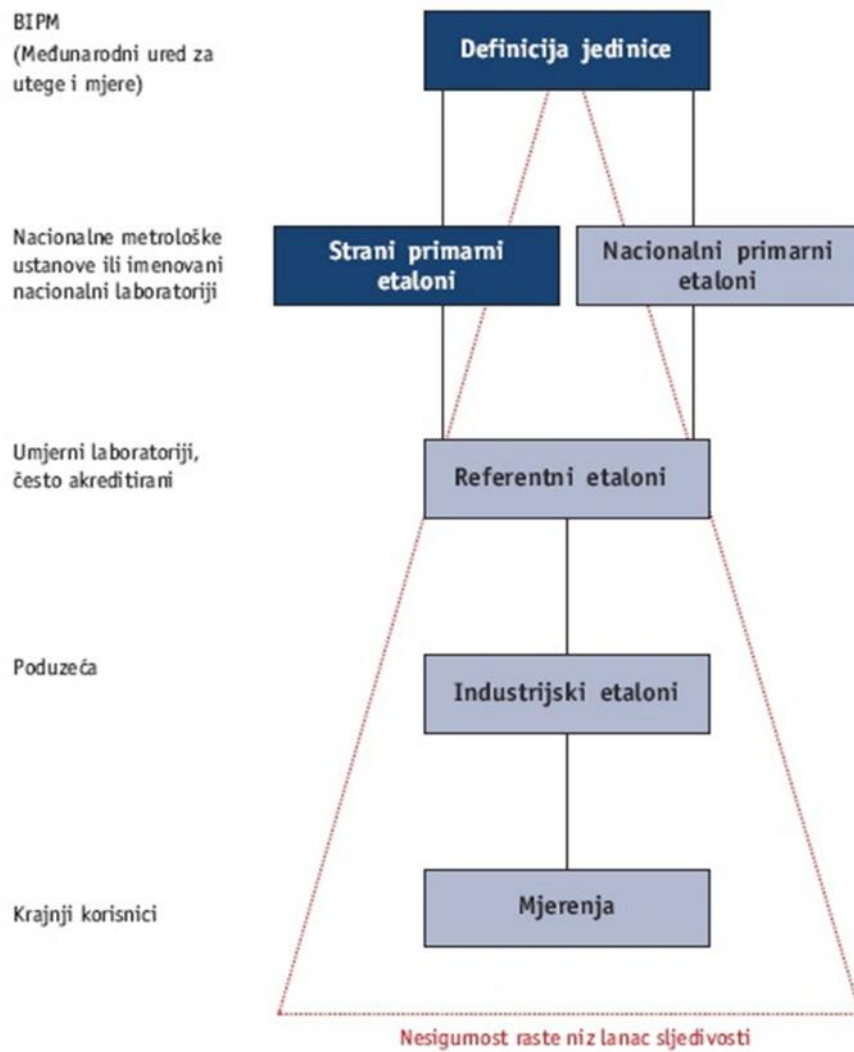 BIPM
(Međunarodni ured za
utege i mjere)
Definicija jedinice
Nacionalne metrološke
ustanove ili imenovani
nacionalni laboratoriji
Strani primarni
etaloni
Nacionalni primarni
etaloni
Umjerni laboratoriji,
često akreditirani
Referentni etaloni
Poduzeća
Industrijski etaloni
Krajnji korisnici
Mjerenja
Nesigurnost raste niz lanac sljedivosti